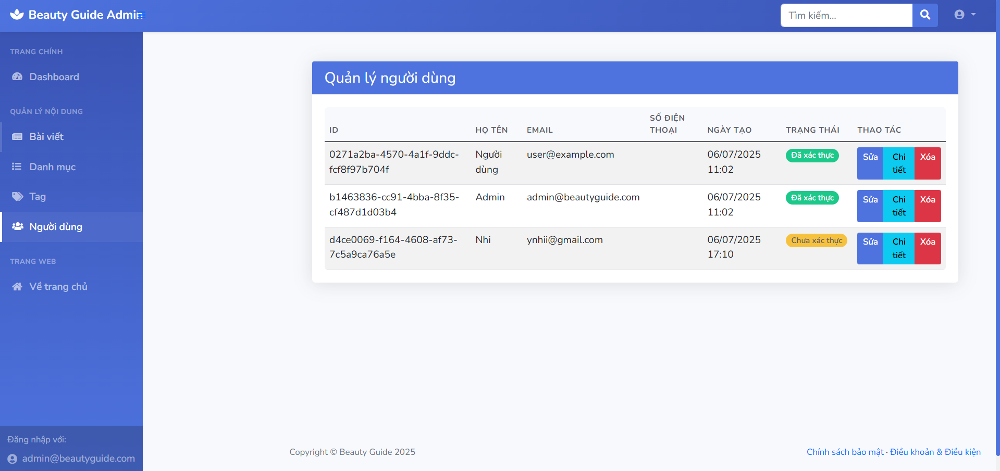 Beauty Guide Admin
Tìm kiếm...
TRANG CHÍNH
Dashboard
QUẢN LÝ NỘI DUNG
Bài viết
Danh mục
Tag
Người dùng
TRANG WEB
Về trang chủ
Đăng nhập với:
admin@beautyguide.com
Quản lý người dùng
ID HỌ TÊN EMAIL SỐ ĐIỆN THOẠI NGÀY TẠO TRẠNG THÁI THAO TÁC
0271a2ba-4570-4a1f-9ddc- Người user@example.com 06/07/2025 Đã xác thực Sửa Chi Xóa
fcf8f97b704f dùng 11:02 tiết
b1463836-cc91-4bba-8f35- Admin admin@beautyguide.com 06/07/2025 Đã xác thực Sửa Chi Xóa
cf487d1d03b4 11:02 tiết
d4ce0069-f164-4608-af73- Nhi ynhii@gmail.com 06/07/2025 Chưa xác thực Sửa Chi Xóa
7c5a9ca76a5e 17:10 tiết
Copyright © Beauty Guide 2025
Chính sách bảo mật · Điều khoản & Điều kiện